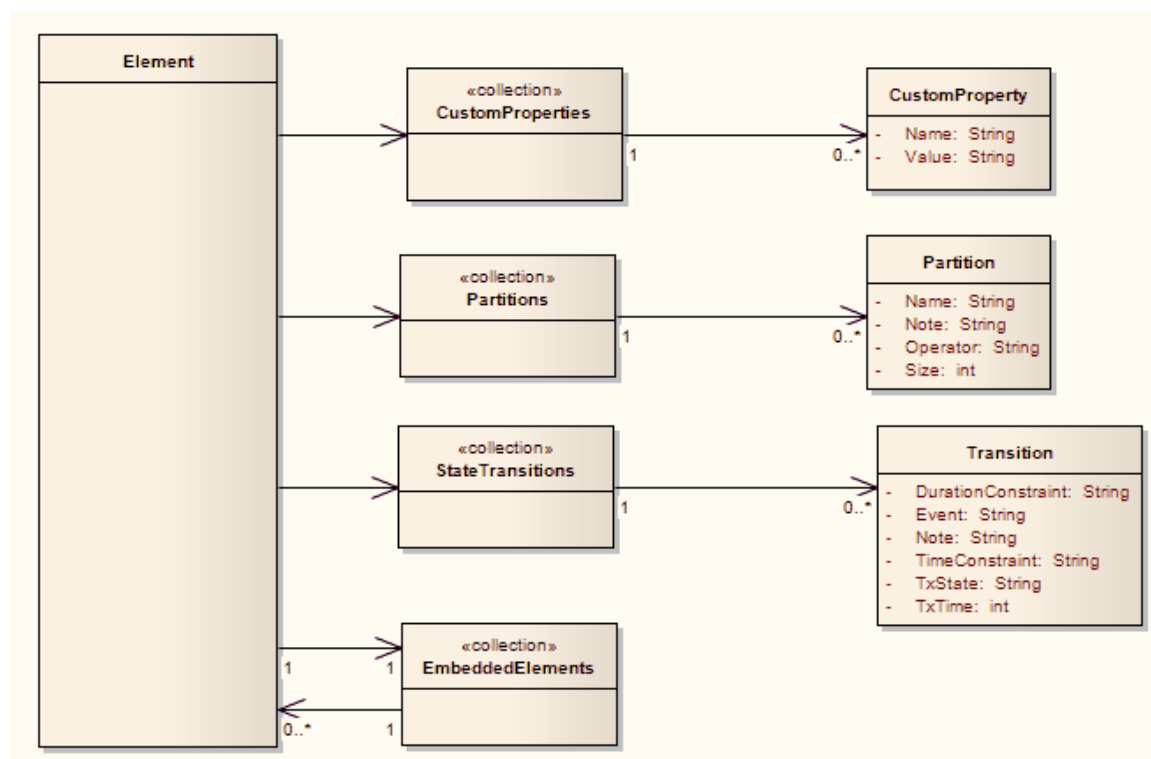 Element
«collection»
CustomProperties
1
0..*
CustomProperty
- Name: String
- Value: String
«collection»
Partitions
1
0..*
Partition
- Name: String
- Note: String
- Operator: String
- Size: int
«collection»
StateTransitions
1
0..*
Transition
- DurationConstraint: String
- Event: String
- Note: String
- TimeConstraint: String
- TxState: String
- TxTime: int
«collection»
EmbeddedElements
1
1
0..*
1